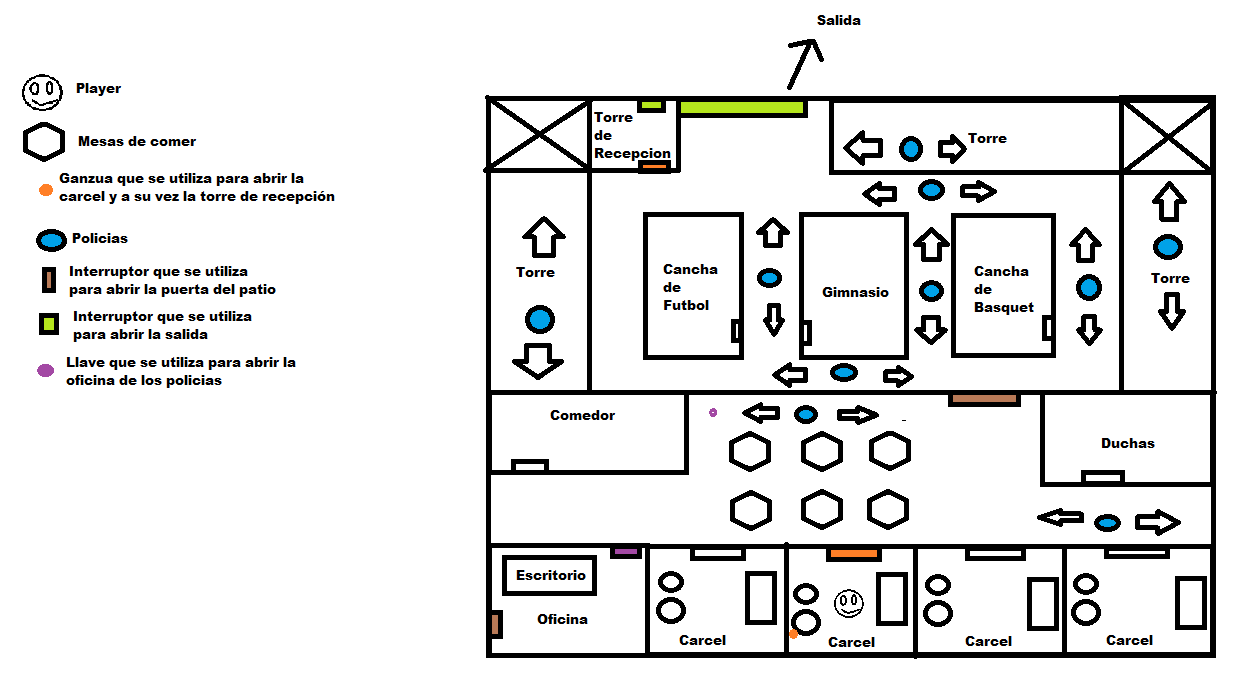 Salida
Player
Mesas de comer
Ganzua que se utiliza para abrir la
carcel y a su vez la torre de recepción
Policias
Interruptor que se utiliza
para abrir la puerta del patio
Interruptor que se utiliza
para abrir la salida
Llave que se utiliza para abrir la
oficina de los policias
Torre
de
Recepcion
Torre
Torre
Cancha
de
Futbol
Gimnasio
Cancha
de
Basquet
Torre
Comedor
Duchas
Escritorio
Oficina
Carcel
Carcel
Carcel
Carcel